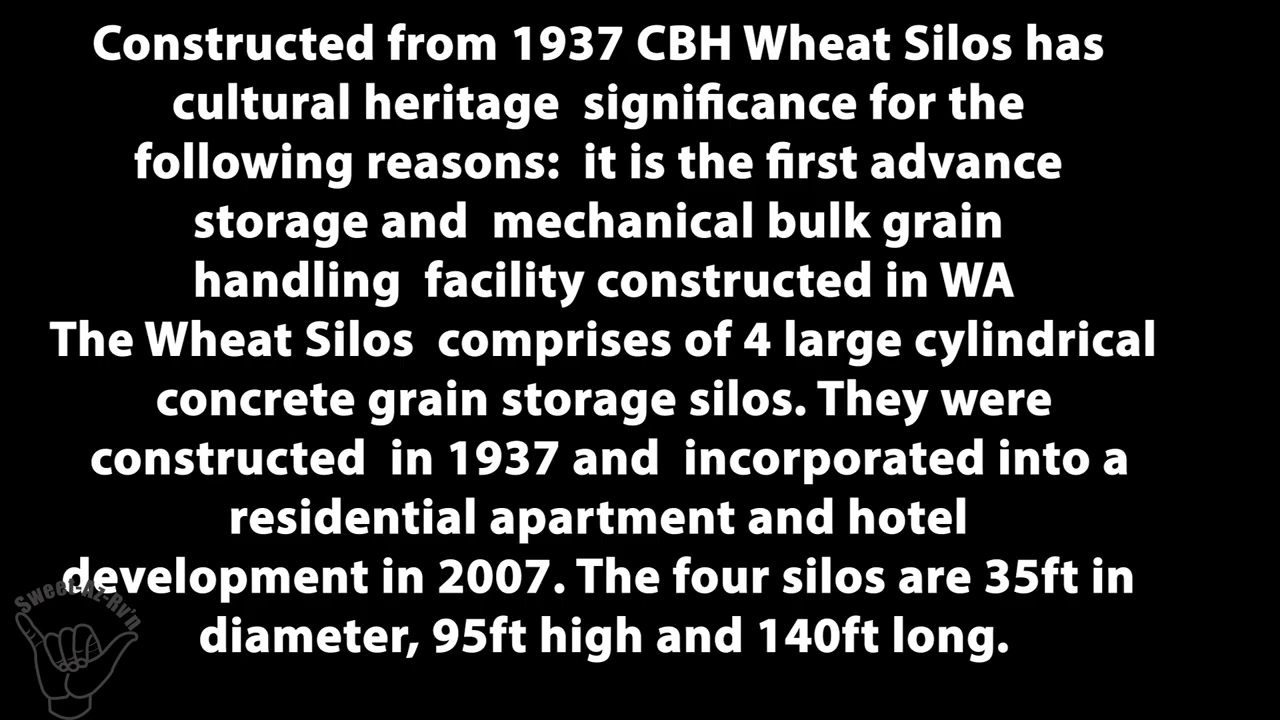 Constructed from 1937 CBH Wheat Silos has
cultural heritage significance for the
following reasons: it is the first advance
storage and mechanical bulk grain
handling facility constructed in WA
The Wheat Silos comprises of 4 large cylindrical
concrete grain storage silos. They were
constructed in 1937 and incorporated into a
residential apartment and hotel
development in 2007. The four silos are 35ft in
diameter, 95ft high and 140ft long.
Sweet-Az-Rv'n